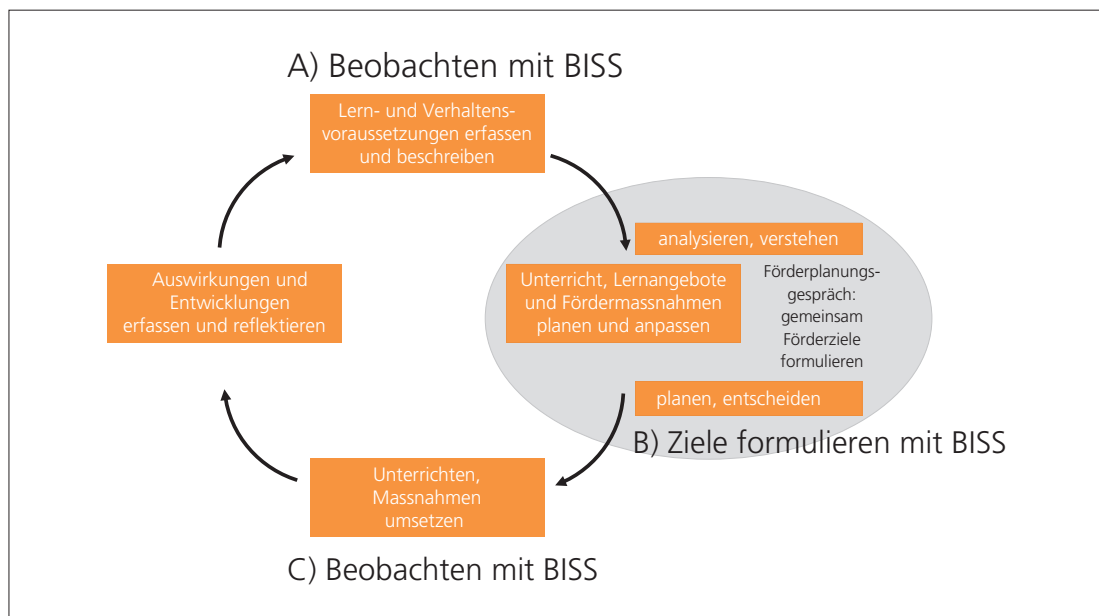 A) Beobachten mit BISS
Lern- und Verhaltens-
voraussetzungen erfassen
und beschreiben
analysieren, verstehen
Unterricht, Lernangebote
und Fördermassnahmen
planen und anpassen
Förderplanungs-
gespräch:
gemeinsam
Förderziele
formulieren
planen, entscheiden
B) Ziele formulieren mit BISS
Unterrichten,
Massnahmen
umsetzen
C) Beobachten mit BISS
Auswirkungen und
Entwicklungen
erfassen und reflektieren